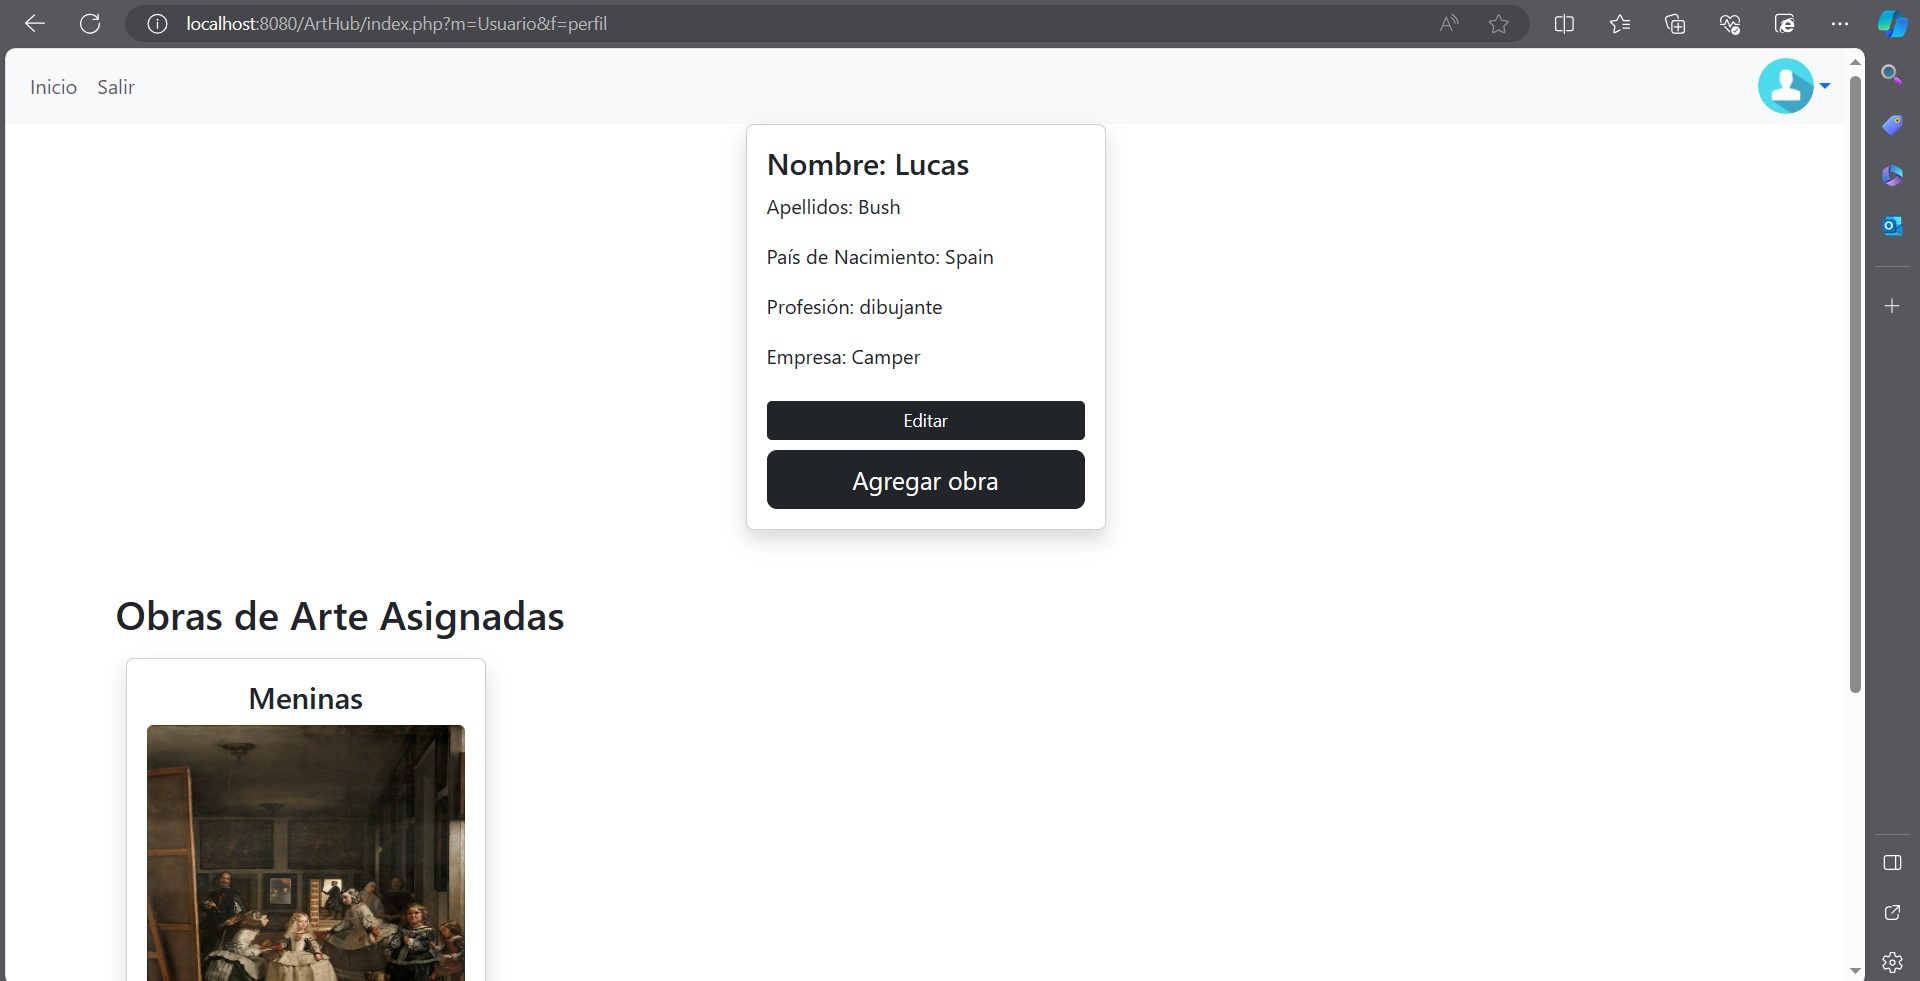 localhost:8080/ArtHub/index.php?m=Usuario&f=perfil
Inicio Salir
Nombre: Lucas
Apellidos: Bush
País de Nacimiento: Spain
Profesión: dibujante
Empresa: Camper
Editar
Agregar obra
Obras de Arte Asignadas
Meninas